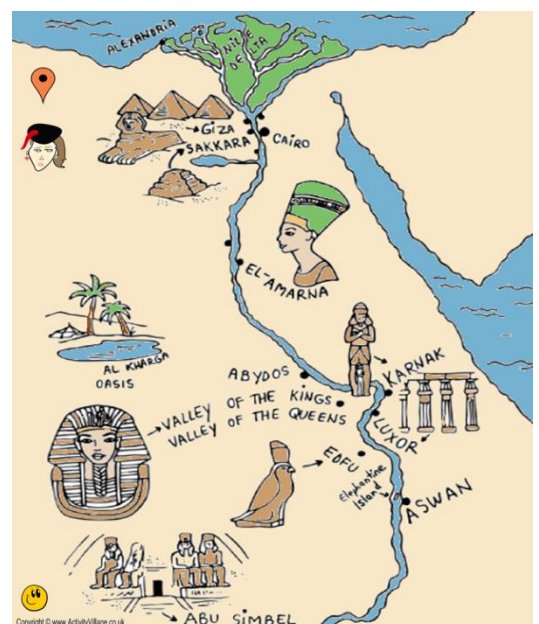 ALEXANDRIA
NILE
DELTA
GIZA
SAKKARA
CAIRO
EL-AMARNA
AL KHARGA
OASIS
ABYDOS
KARNAK
VALLEY OF THE KINGS
VALLEY OF THE QUEENS
LUXOR
EDFU
Elephantine
Island
ASWAN
ABU SIMBEL
Copyright © www.ActivityVillage.co.uk